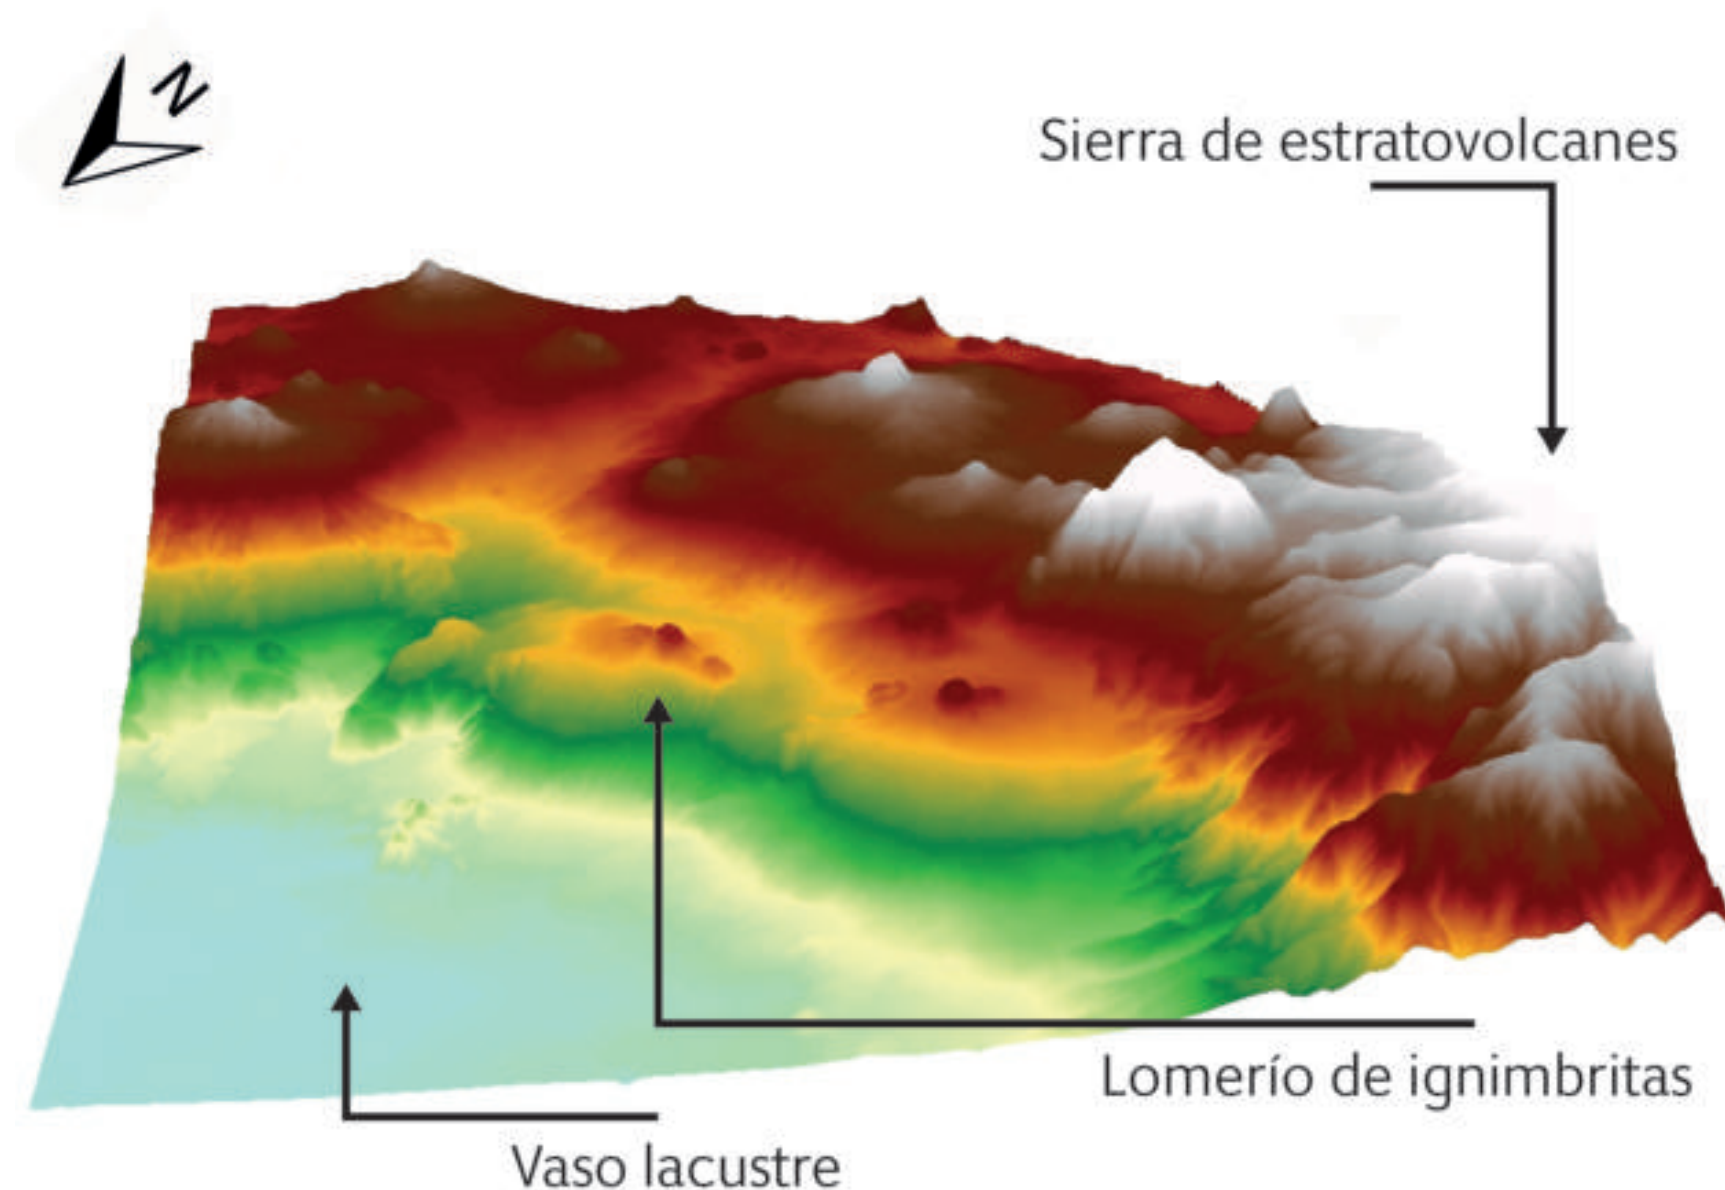 N
Sierra de estratovolcanes
Lomerío de ignimbritas
Vaso lacustre